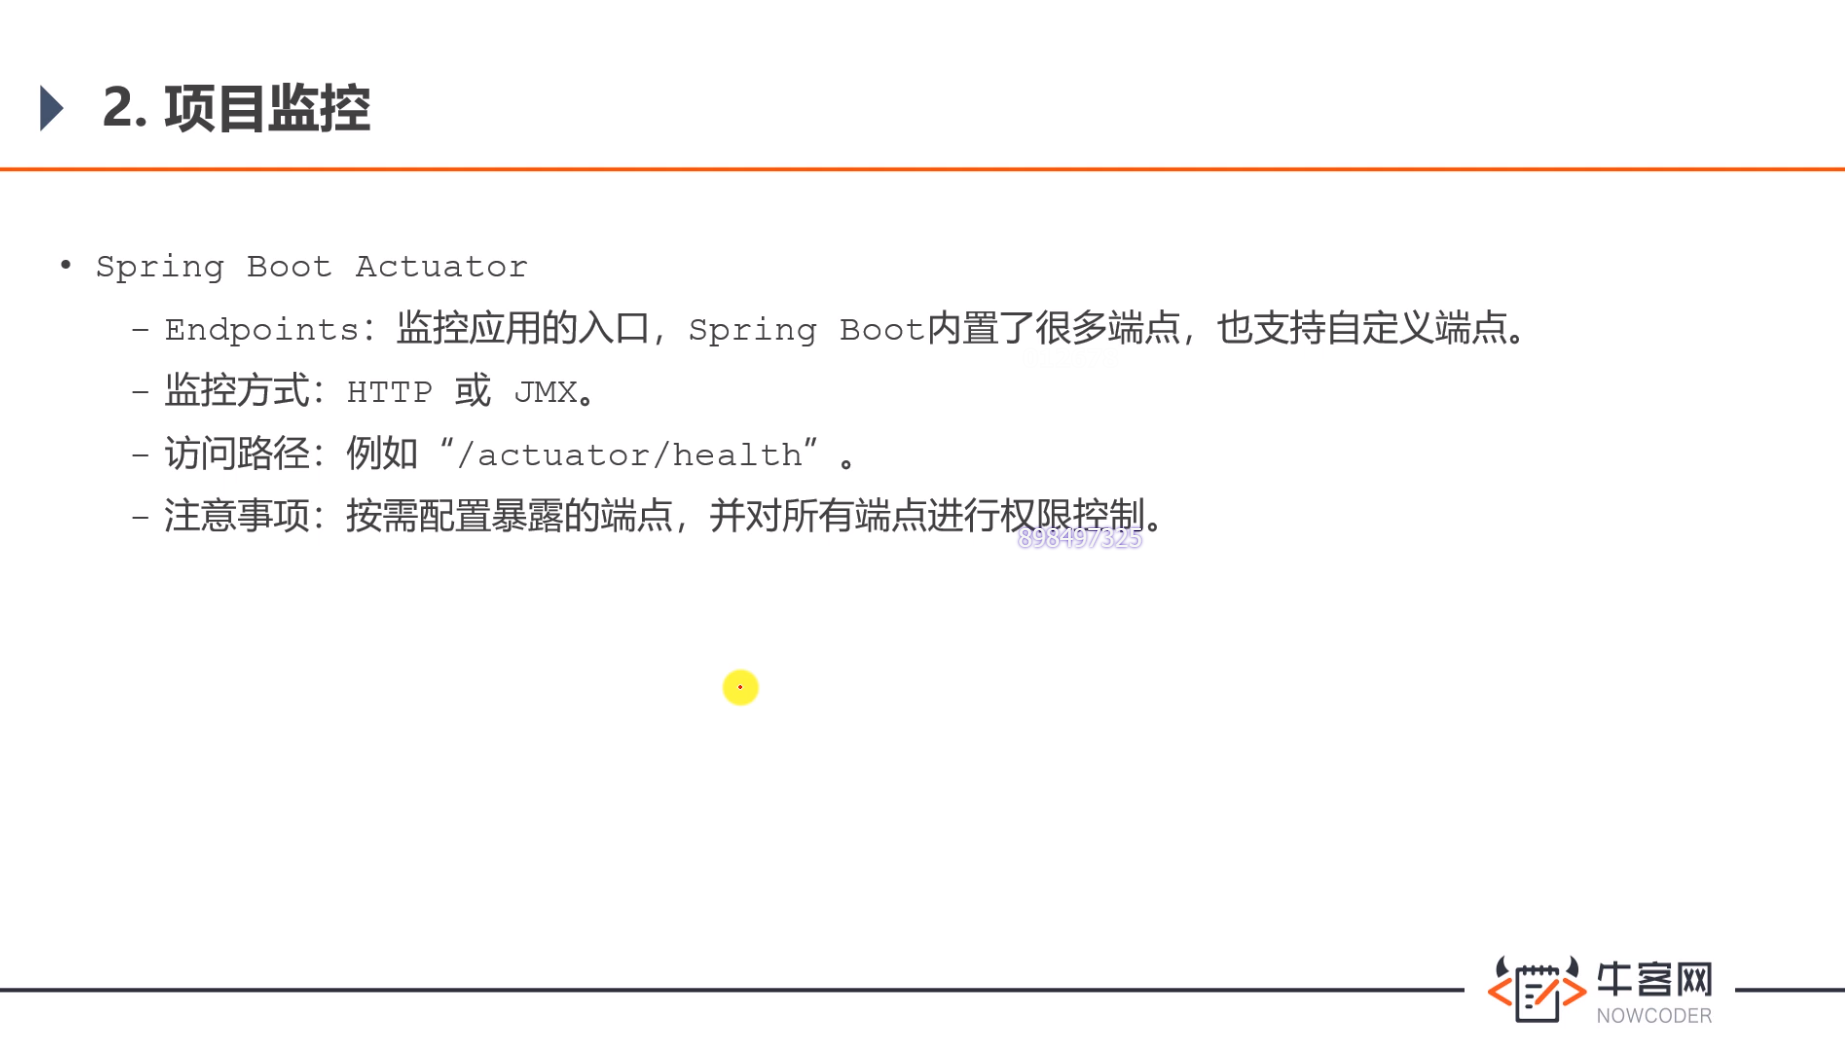 2. 项目监控
• Spring Boot Actuator
– Endpoints：监控应用的入口，Spring Boot内置了很多端点，也支持自定义端点。
– 监控方式：HTTP 或 JMX。
– 访问路径：例如“/actuator/health”。
– 注意事项：按需配置暴露的端点，并对所有端点进行权限控制。
898497325
牛客网
NOWCODER